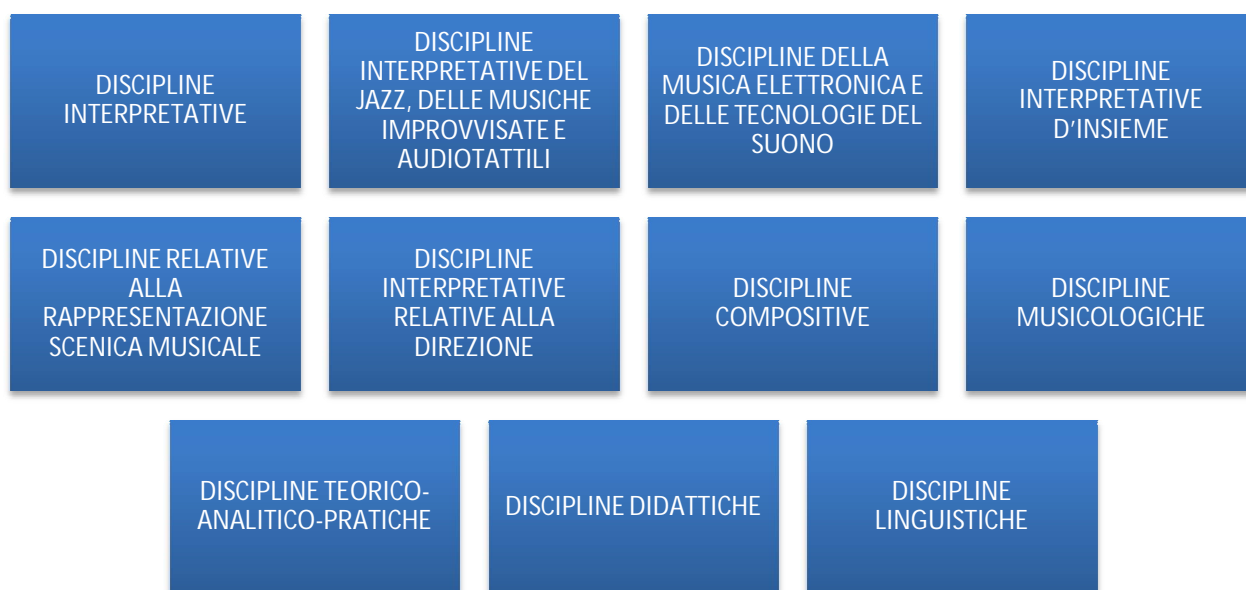 DISCIPLINE
INTERPRETATIVE
DISCIPLINE
INTERPRETATIVE DEL
JAZZ, DELLE MUSICHE
IMPROVVISATE E
AUDIOTATTILI
DISCIPLINE DELLA
MUSICA ELETTRONICA E
DELLE TECNOLOGIE DEL
SUONO
DISCIPLINE
INTERPRETATIVE
D’INSIEME
DISCIPLINE RELATIVE
ALLA
RAPPRESENTAZIONE
SCENICA MUSICALE
DISCIPLINE
INTERPRETATIVE
RELATIVE ALLA
DIREZIONE
DISCIPLINE
COMPOSITIVE
DISCIPLINE
MUSICOLOGICHE
DISCIPLINE TEORICO-
ANALITICO-PRATICHE
DISCIPLINE DIDATTICHE
DISCIPLINE
LINGUISTICHE